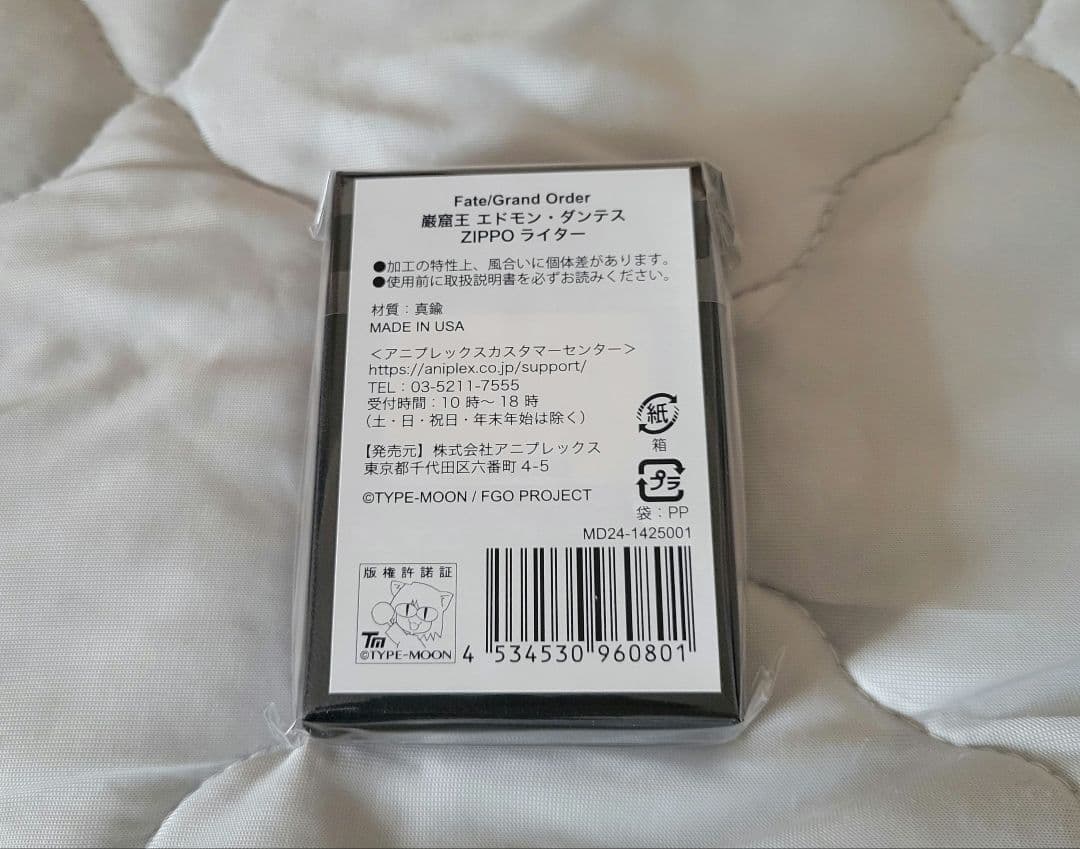 Fate/Grand Order
巌窟王 エドモン・ダンテス
ZIPPO ライター
●加工の特性上、風合いに個体差があります。
●使用前に取扱説明書を必ずお読みください。
材質：真鍮
MADE IN USA
＜アニプレックスカスタマーセンター＞
https://aniplex.co.jp/support/
TEL：03-5211-7555
受付時間：10 時〜 18 時
（土・日・祝日・年末年始は除く）
紙
箱
【発売元】株式会社アニプレックス
東京都千代田区六番町 4-5
プラ
©TYPE-MOON / FGO PROJECT
袋：PP
MD24-1425001
版権許諾証
TM
©TYPE-MOON
4 534530 960801